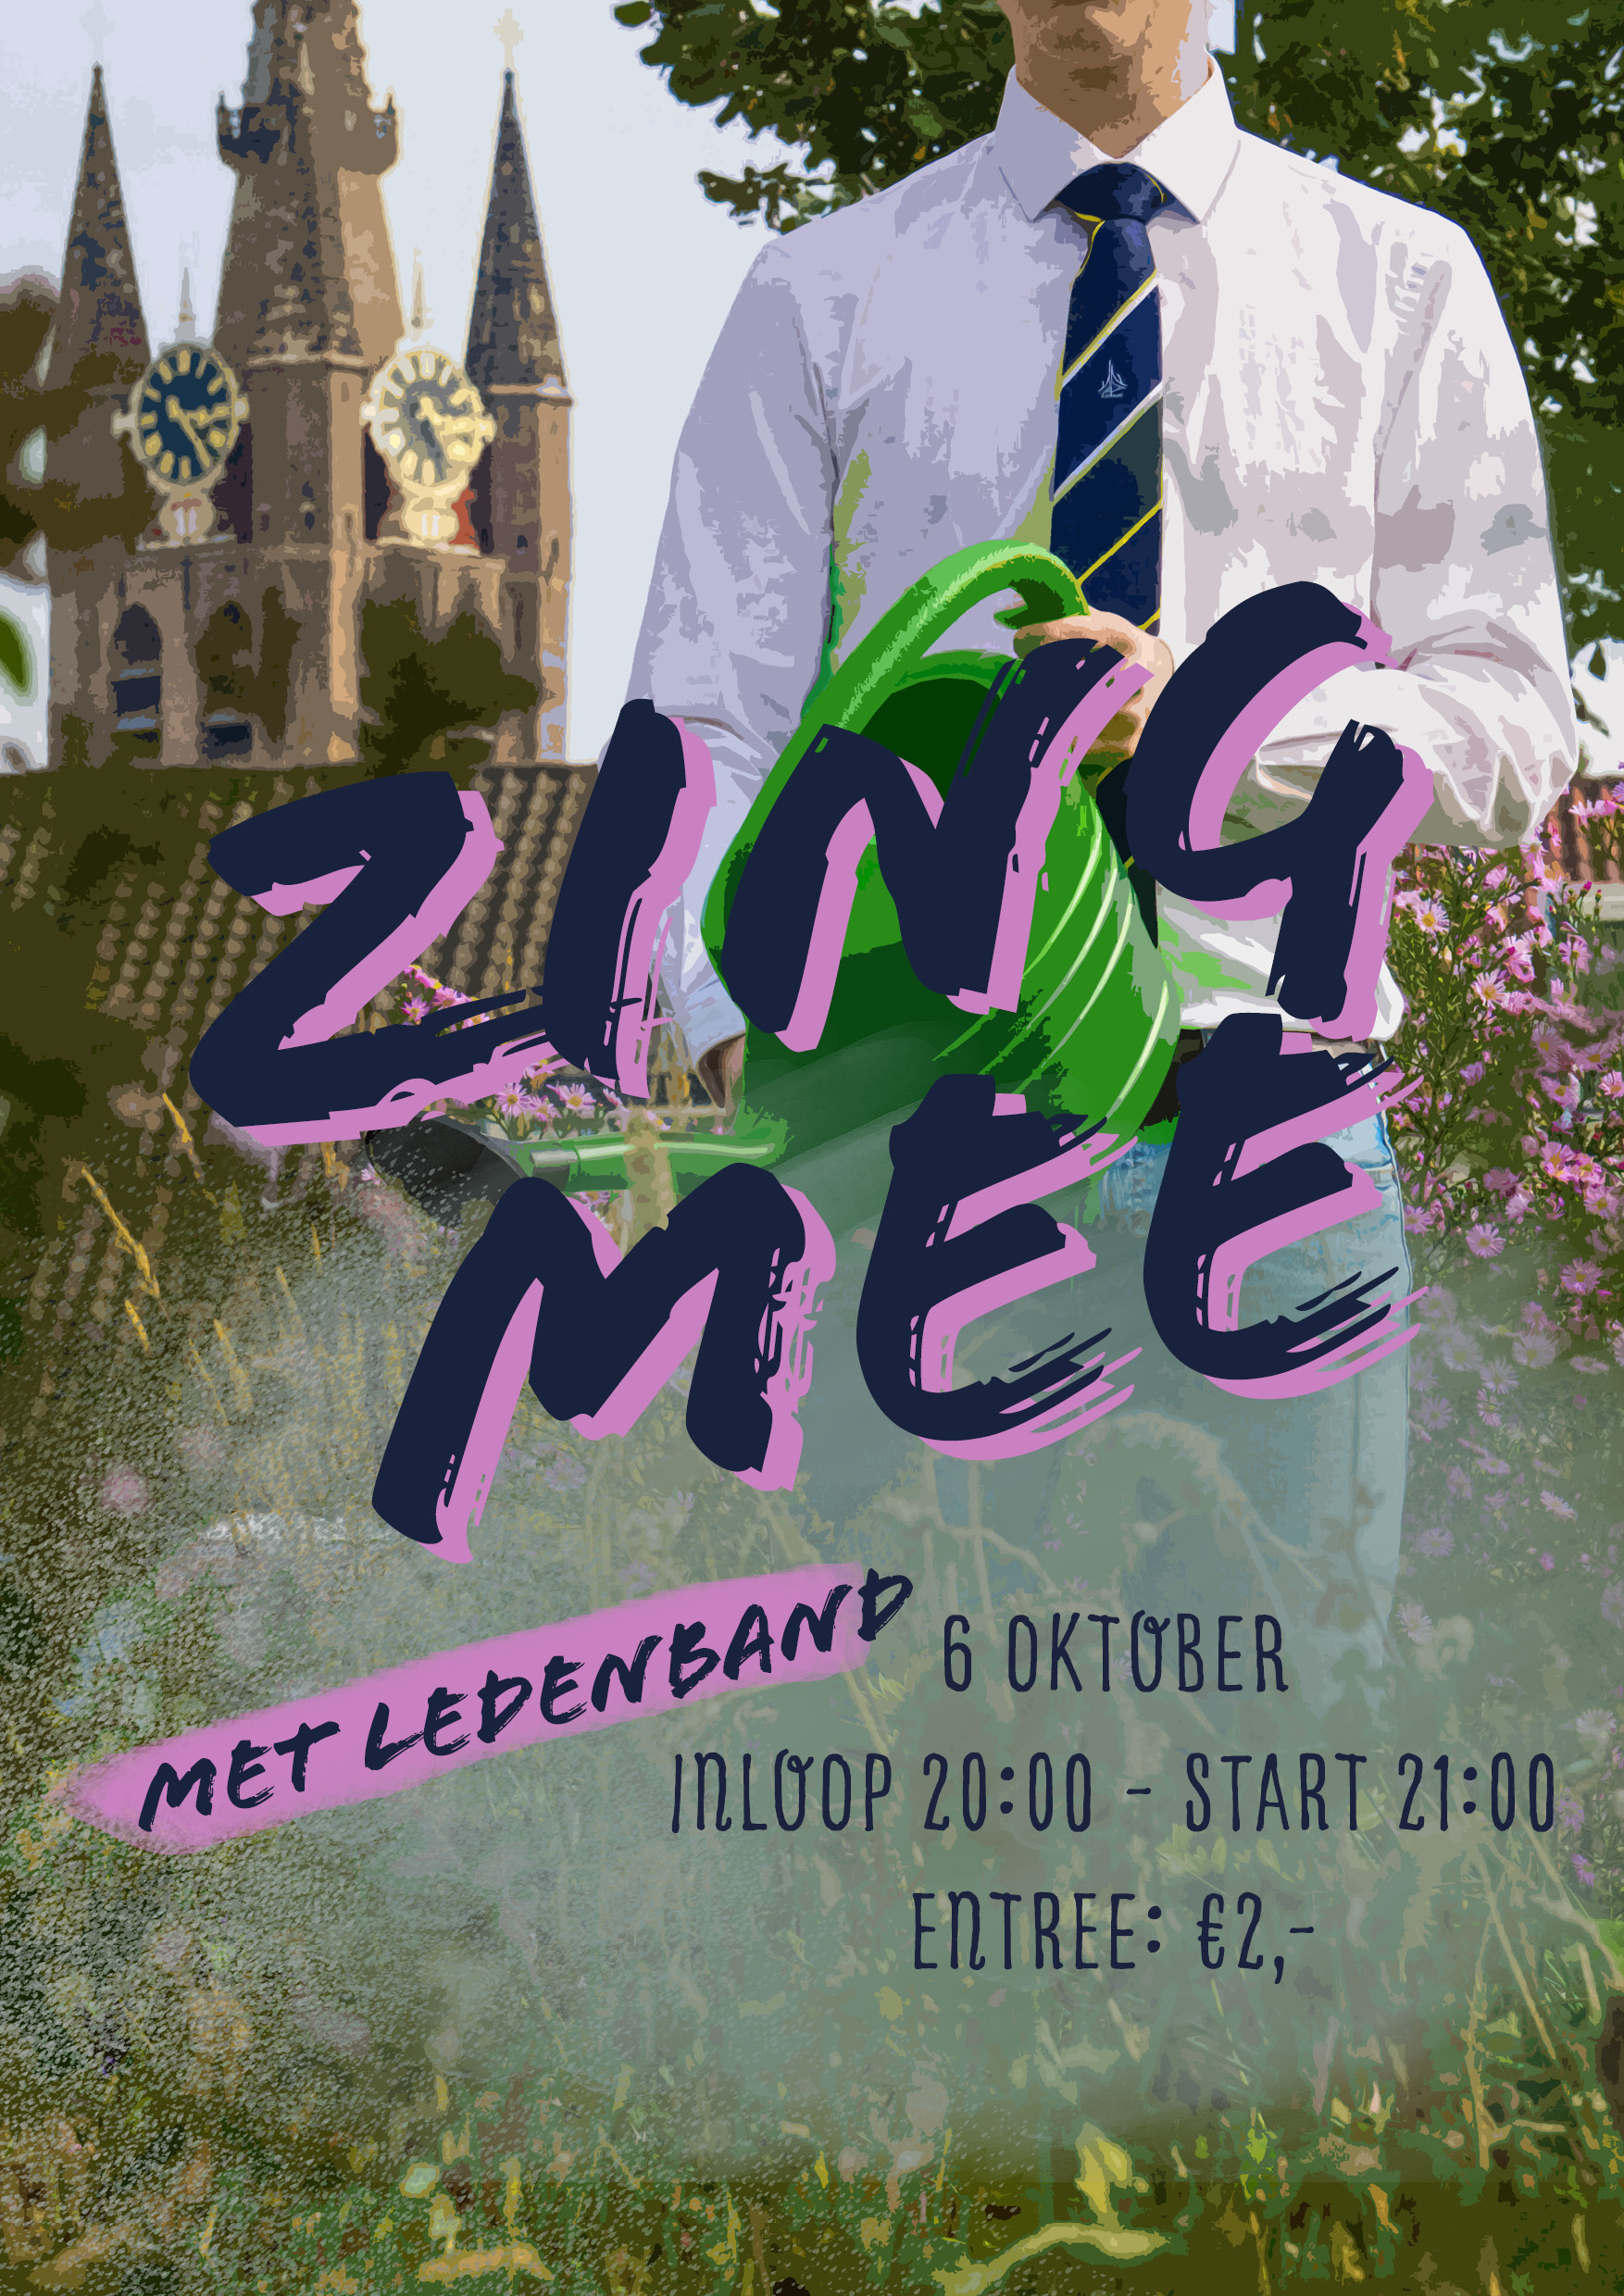 ZING
MEE
MET LEDENBAND
6 OKTOBER
INLOOP 20:00 - START 21:00
ENTREE: €2,-